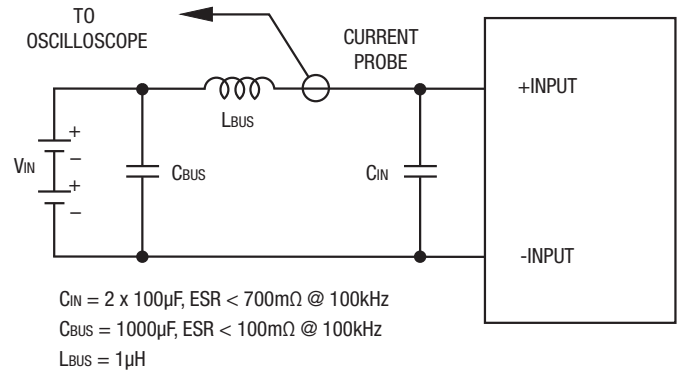 TO
OSCILLOSCOPE
CURRENT
PROBE
+INPUT
LBUS
+
VIN
−
+
−
CBUS
CIN
-INPUT
CIN = 2 x 100µF, ESR < 700mΩ @ 100kHz
CBUS = 1000µF, ESR < 100mΩ @ 100kHz
LBUS = 1µH